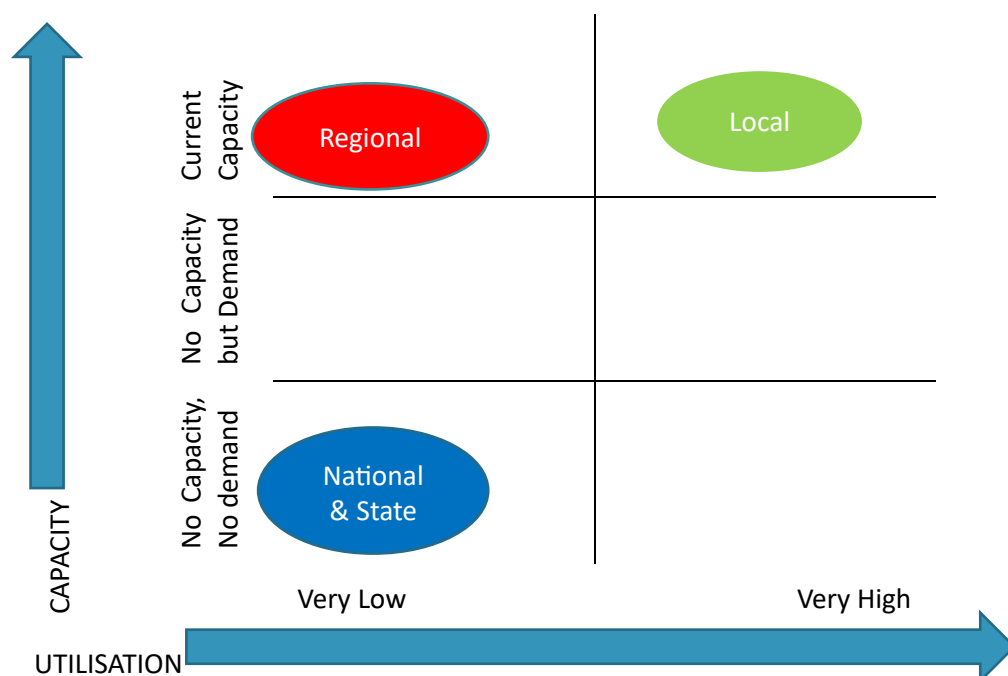 Current
Capacity
Regional
Local
No Capacity
but Demand
No Capacity,
No demand
National
& State
CAPACITY
Very Low
Very High
UTILISATION